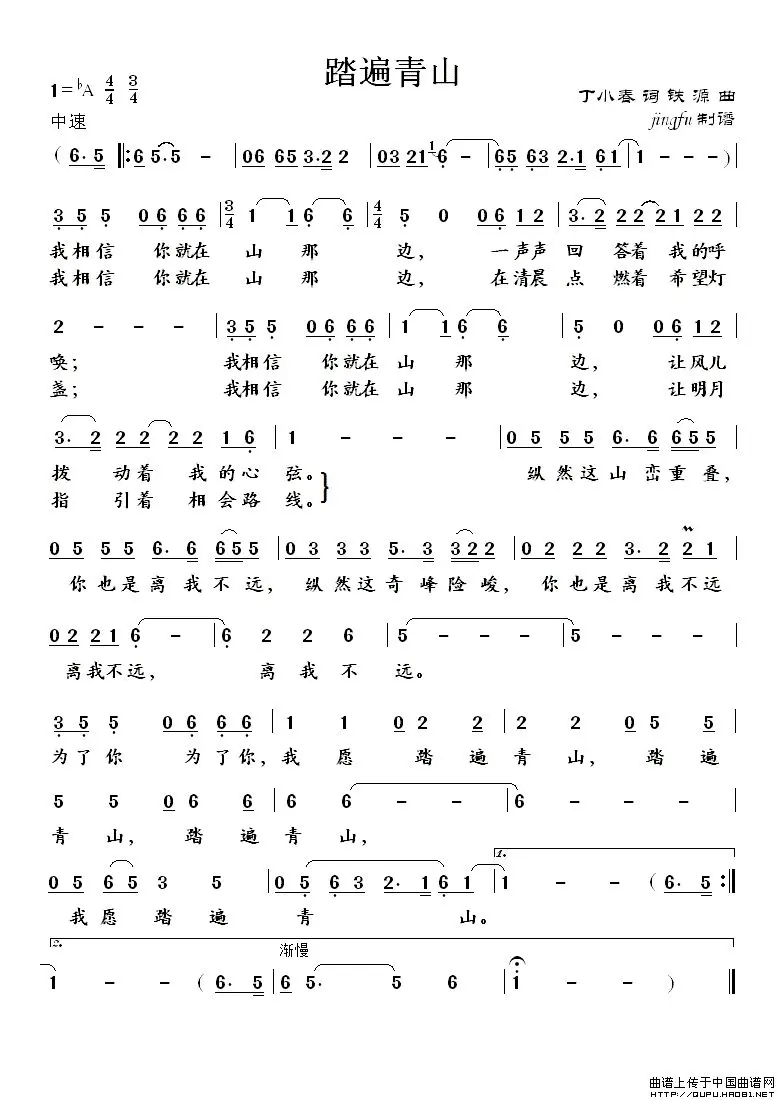 踏遍青山
1=♭A 4/4 3/4
丁小春 词 铁源 曲
中速
jingfu 制谱
( 6· 5 ‖: 6 5·5 - | 06 65 3·2 2 | 03 21 1/6 - | 65 63 2·1 61 | 1 - - ) |
3 5 5 06 6 6 | 3/4 1 16 6 | 4/4 5 0 06 12 | 3·2 22 21 22 |
我相信 你就在 山 那 边, 一声声 回 答着 我的呼
我相信 你就在 山 那 边, 在清晨 点 燃着 希望灯
2 - - - | 3 5 5 06 6 6 | 1 16 6 | 5 0 06 12 |
唤; 我相信 你就在 山 那 边, 让风儿
盏; 我相信 你就在 山 那 边, 让明月
3·2 22 22 16 | 1 - - - | 05 55 6·6 655 |
拨 动着 我的心弦。 纵然这山峦重叠,
指 引着 相会路线。}
05 55 6·6 655 | 03 33 5·3 322 | 02 22 3·2 21 |
你也是离我不远, 纵然这奇峰险峻, 你也是离我不远
02 21 6 - | 6 2 2 6 | 5 - - - | 5 - - - |
离我不远, 离我不远。
3 5 5 06 6 6 | 1 1 02 2 | 2 2 05 5 |
为了你 为了你, 我愿 踏遍青山, 踏遍
5 5 06 6 | 6 6 - - | 6 - - - |
青山, 踏遍青山,
1.
05 65 3 5 | 05 63 2·1 61 | 1 - - ( 6· 5 :‖
我愿踏遍青山。
2.
渐慢
1 - - ( 6· 5 | 6 5· 5 6 | 1 - - - ) |
曲谱上传于中国曲谱网
HTTP://QUPU.HAO81.NET